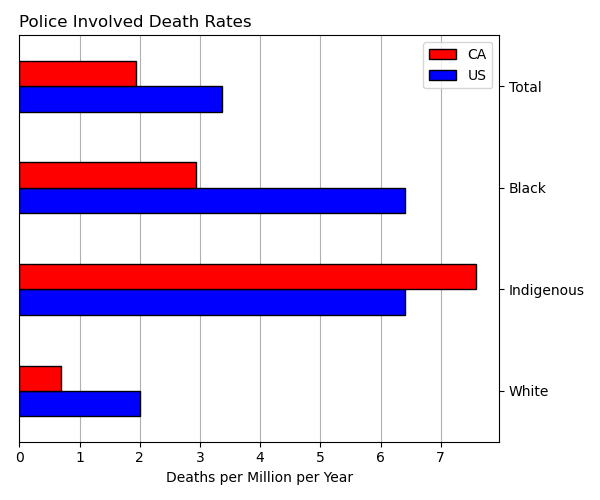 Police Involved Death Rates
CA
US
Total
Black
Indigenous
White
0 1 2 3 4 5 6 7
Deaths per Million per Year